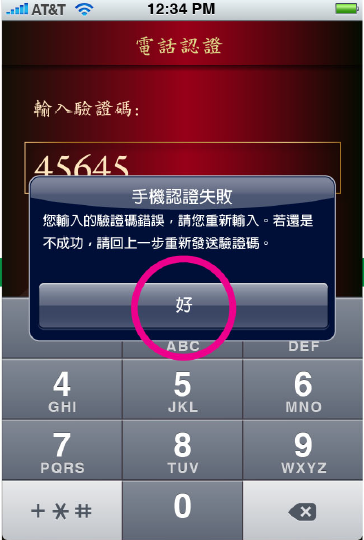 AT&T 12:34 PM
電話認證
輸入驗證碼:
45645
手機認證失敗
您輸入的驗證碼錯誤，請您重新輸入。若還是
不成功，請回上一步重新發送驗證碼。
好
ABC DEF
4 5 6
GHI JKL MNO
7 8 9
PQRS TUV WXYZ
+*# 0